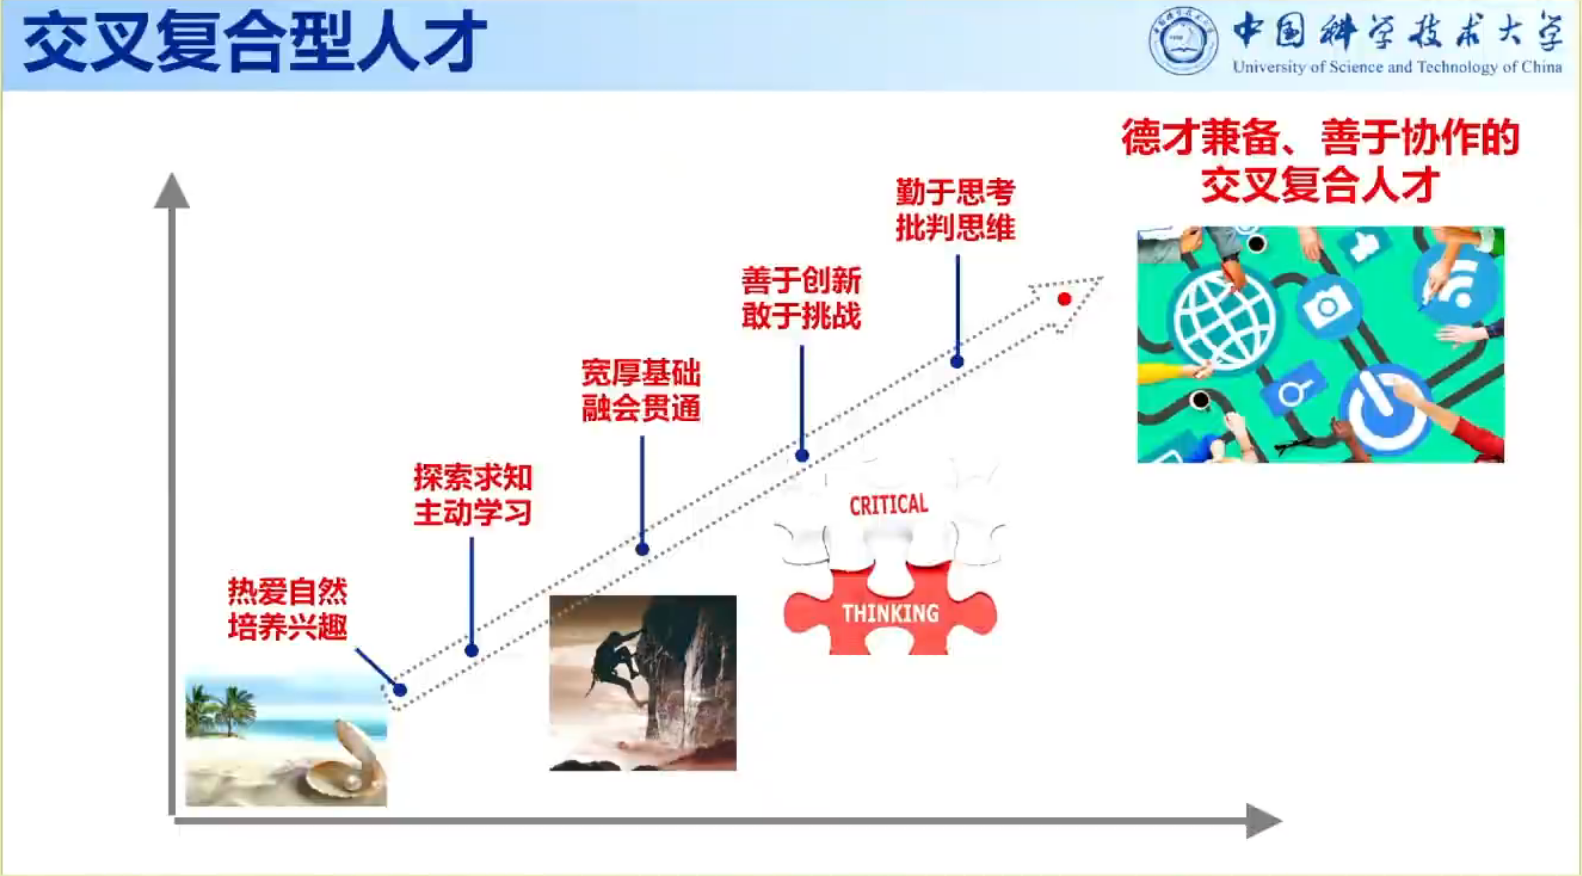 交叉复合型人才
中国科学技术大学
University of Science and Technology of China
德才兼备、善于协作的
交叉复合人才
勤于思考
批判思维
善于创新
敢于挑战
宽厚基础
融会贯通
探索求知
主动学习
热爱自然
培养兴趣
CRITICAL
THINKING